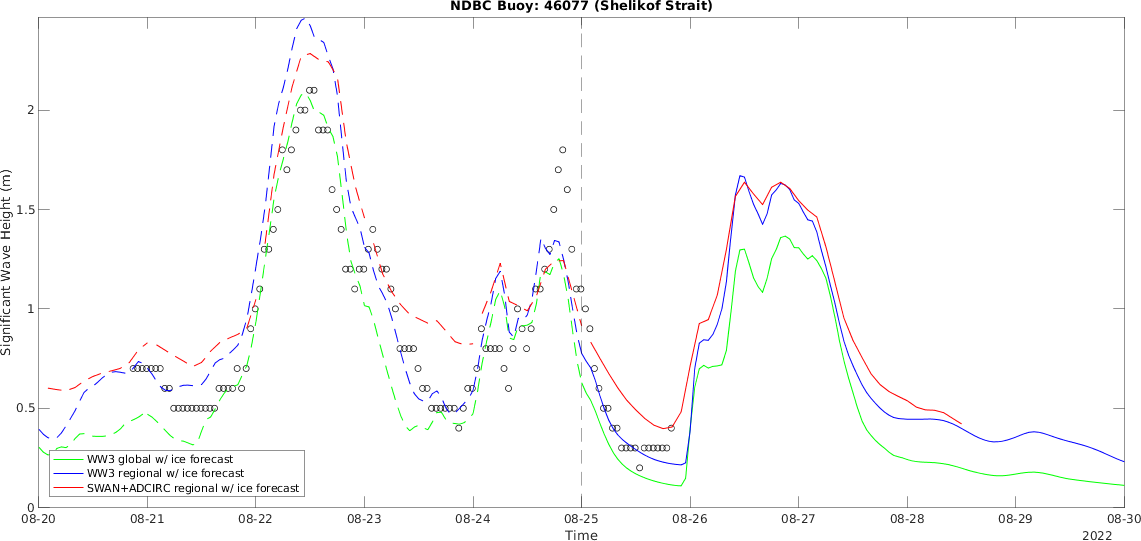 NDBC Buoy: 46077 (Shelikof Strait)
Significant Wave Height (m)
2
1.5
1
0.5
0
WW3 global w/ ice forecast
WW3 regional w/ ice forecast
SWAN+ADCIRC regional w/ ice forecast
08-20 08-21 08-22 08-23 08-24 08-25 08-26 08-27 08-28 08-29 08-30
Time
2022